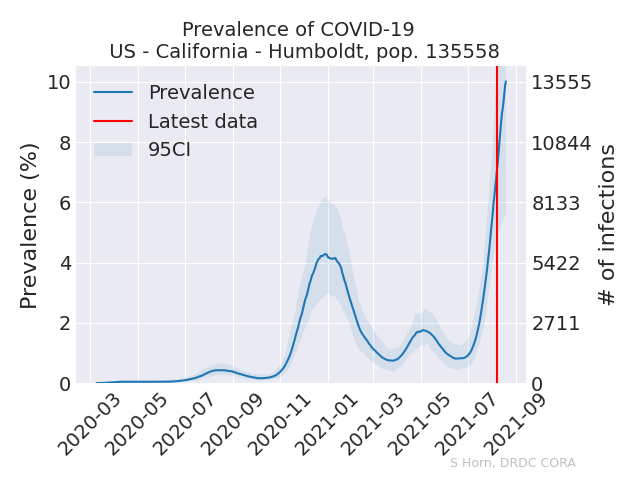 Prevalence of COVID-19
US - California - Humboldt, pop. 135558
Prevalence
Latest data
95CI
Prevalence (%)
10
8
6
4
2
0
13555
10844
8133
5422
2711
0
# of infections
2020-03
2020-05
2020-07
2020-09
2020-11
2021-01
2021-03
2021-05
2021-07
2021-09
S Horn, DRDC CORA